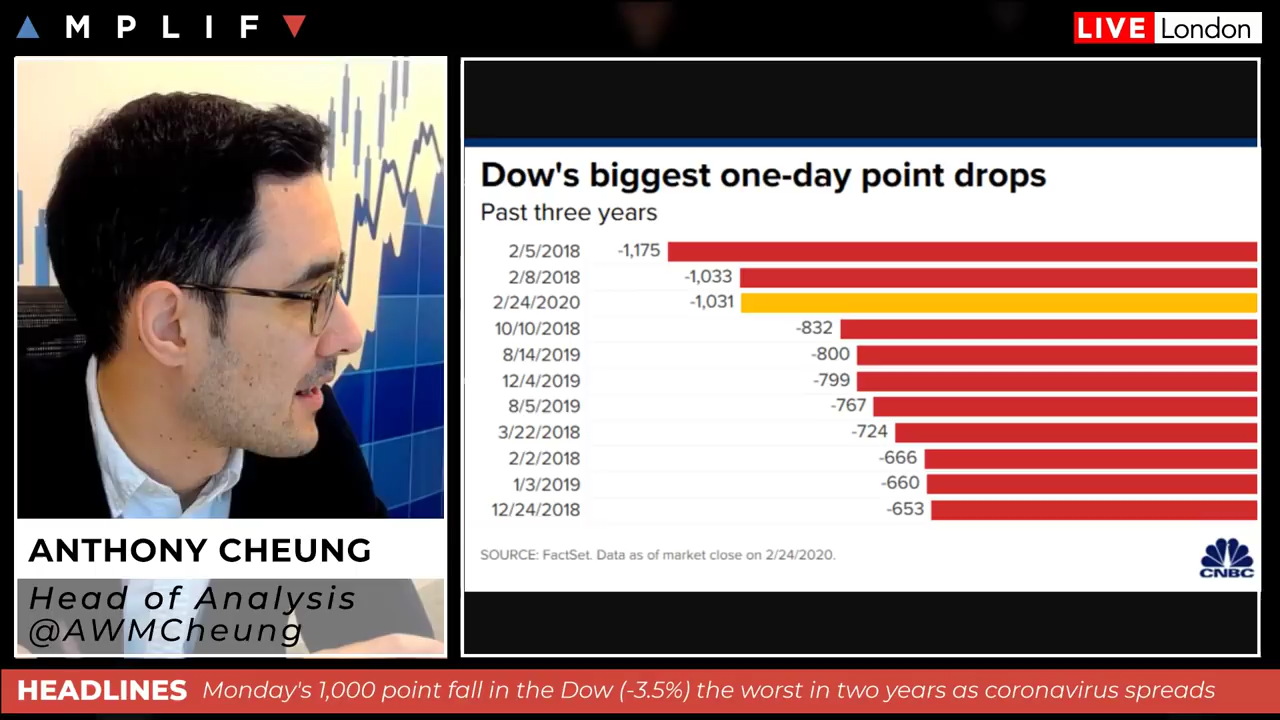 ▲ M P L I F ▼
LIVE London
Dow's biggest one-day point drops
Past three years
2/5/2018 -1,175
2/8/2018 -1,033
2/24/2020 -1,031
10/10/2018 -832
8/14/2019 -800
12/4/2019 -799
8/5/2019 -767
3/22/2018 -724
2/2/2018 -666
1/3/2019 -660
12/24/2018 -653
SOURCE: FactSet. Data as of market close on 2/24/2020.
CNBC
ANTHONY CHEUNG
Head of Analysis
@AWMCheung
HEADLINES Monday's 1,000 point fall in the Dow (-3.5%) the worst in two years as coronavirus spreads